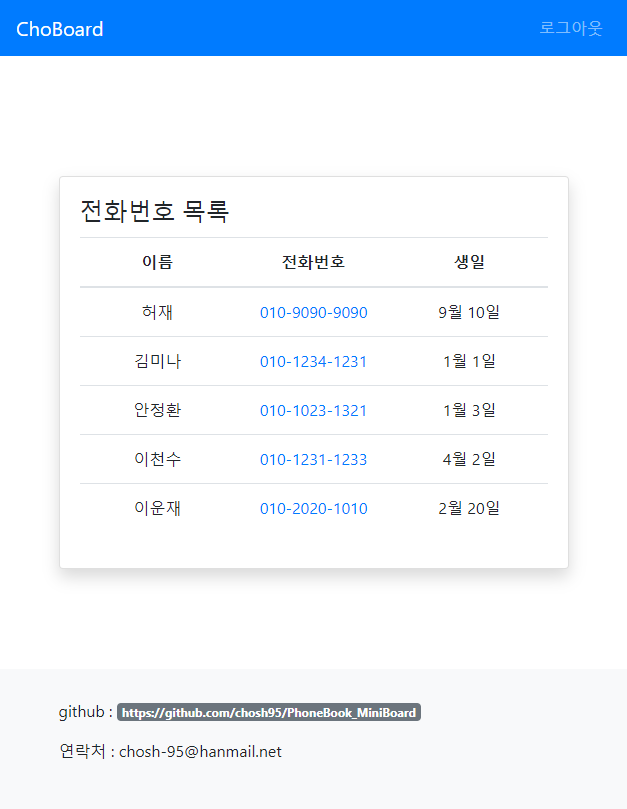 ChoBoard 로그아웃
전화번호 목록
이름 전화번호 생일
허재 010-9090-9090 9월 10일
김미나 010-1234-1231 1월 1일
안정환 010-1023-1321 1월 3일
이천수 010-1231-1233 4월 2일
이운재 010-2020-1010 2월 20일
github : https://github.com/chosh95/PhoneBook_MiniBoard
연락처 : chosh-95@hanmail.net